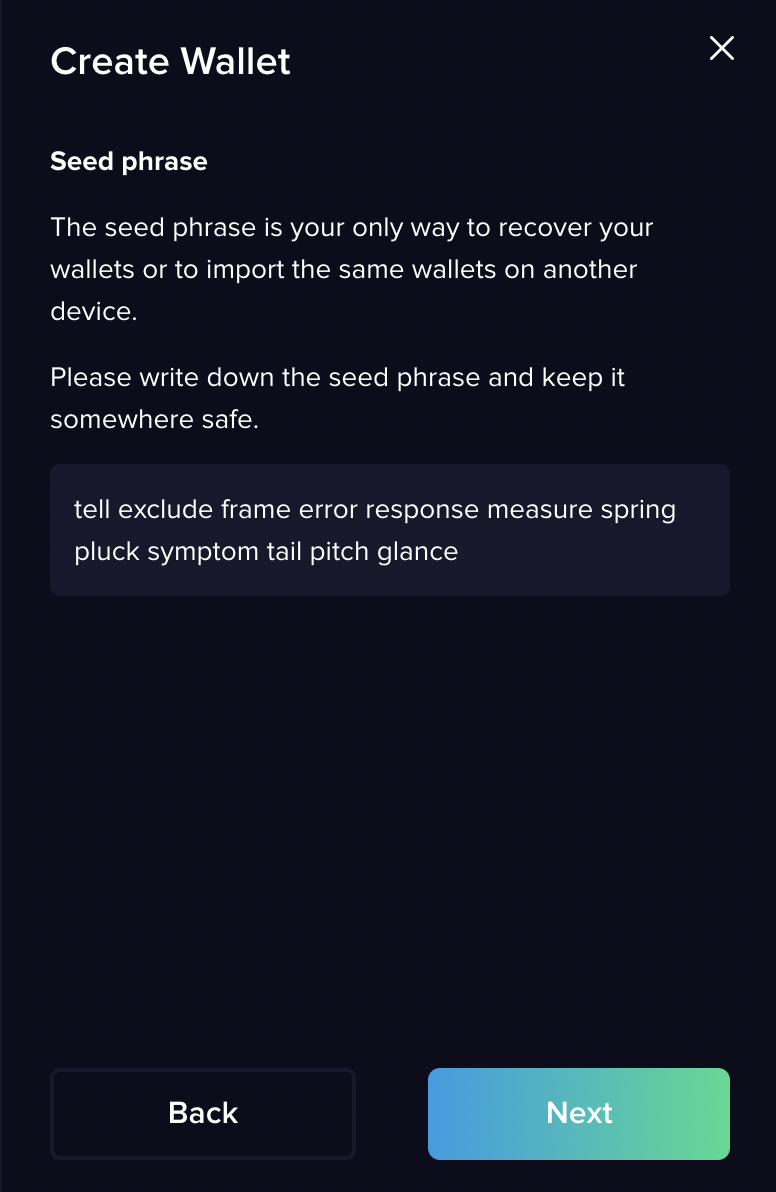 Create Wallet
Seed phrase
The seed phrase is your only way to recover your
wallets or to import the same wallets on another
device.
Please write down the seed phrase and keep it
somewhere safe.
tell exclude frame error response measure spring
pluck symptom tail pitch glance
Back
Next